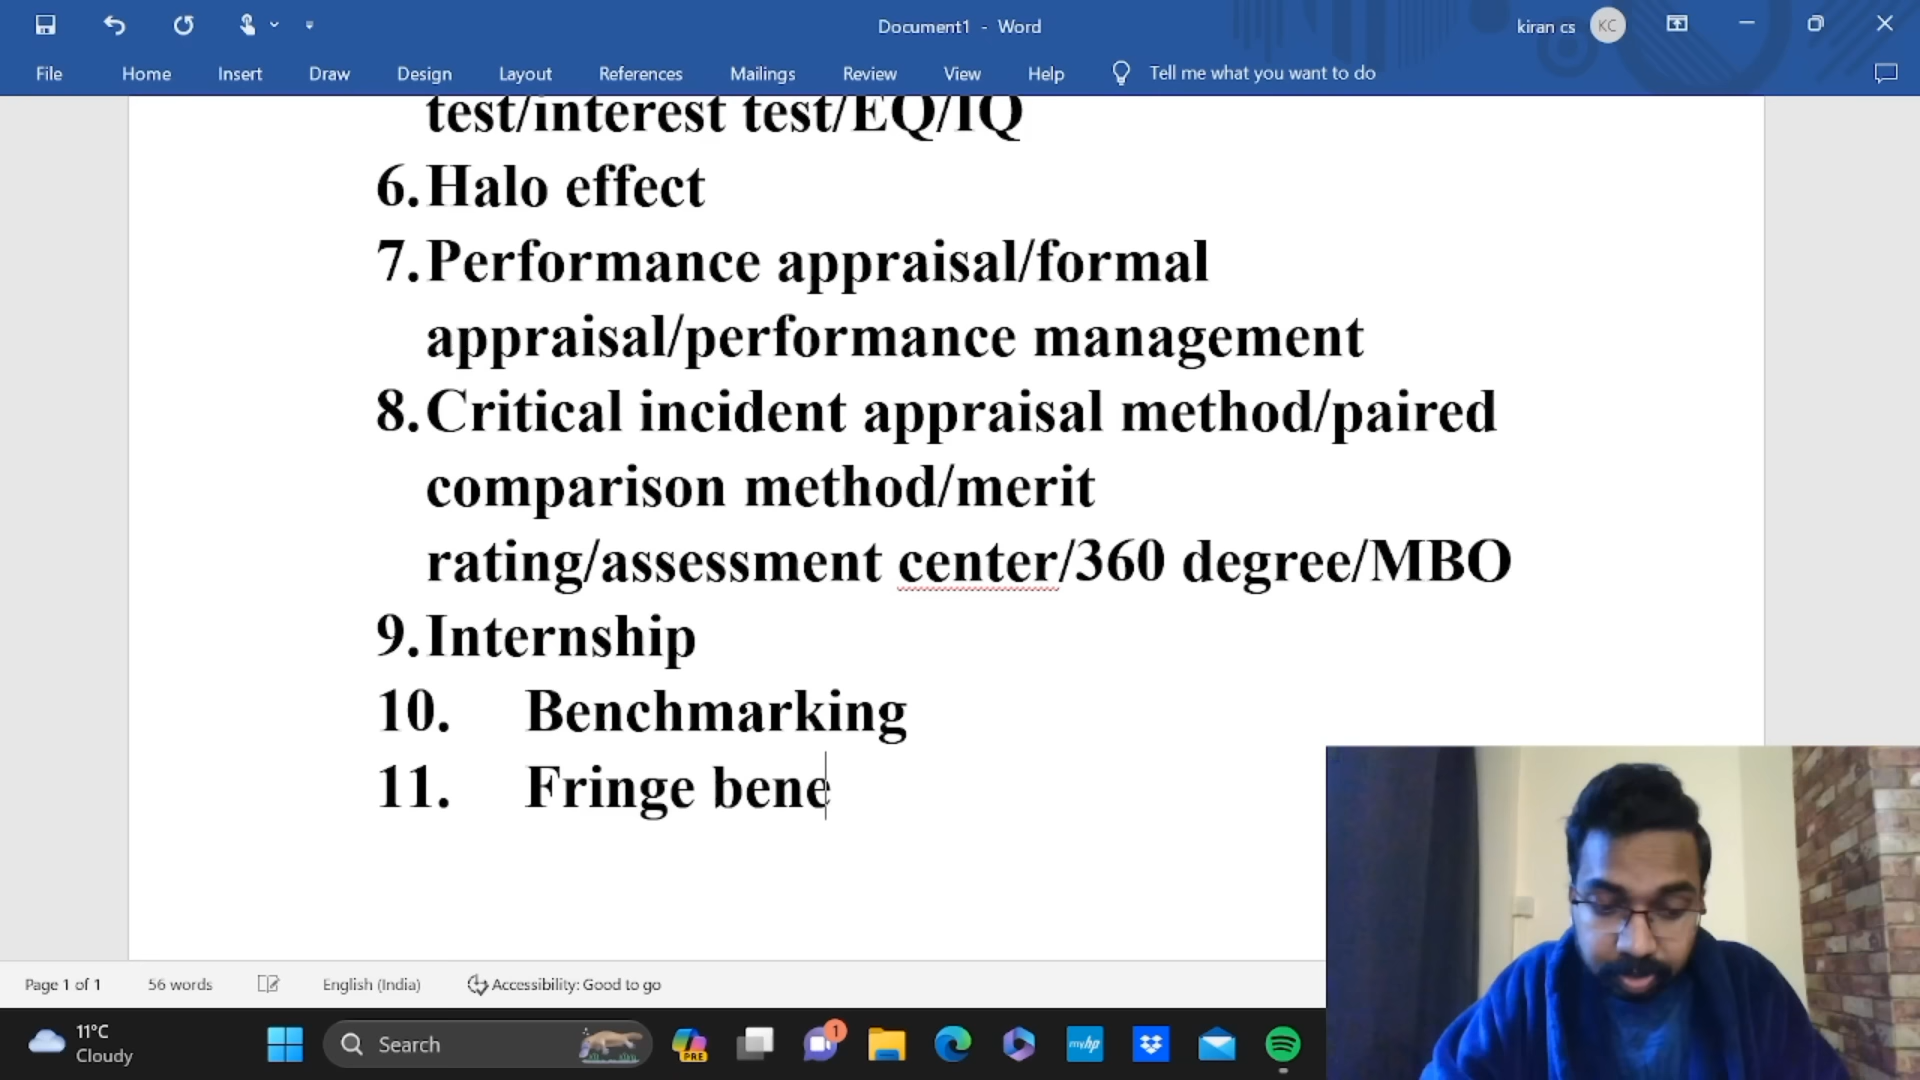 Document1 - Word
kiran cs
KC
File Home Insert Draw Design Layout References Mailings Review View Help Tell me what you want to do
test/interest test/EQ/IQ
6. Halo effect
7. Performance appraisal/formal
appraisal/performance management
8. Critical incident appraisal method/paired
comparison method/merit
rating/assessment center/360 degree/MBO
9. Internship
10. Benchmarking
11. Fringe bene
Page 1 of 1 56 words English (India) Accessibility: Good to go
11°C
Cloudy
Search
PRE
1
myhp